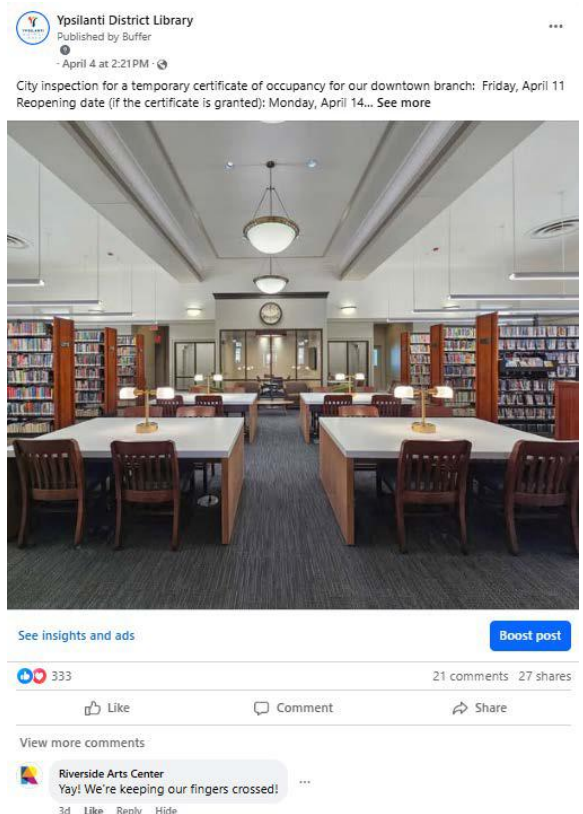 YPSILANTI
Ypsilanti District Library
Published by Buffer
· April 4 at 2:21 PM ·
City inspection for a temporary certificate of occupancy for our downtown branch: Friday, April 11
Reopening date (if the certificate is granted): Monday, April 14... See more
See insights and ads
Boost post
333
21 comments 27 shares
Like
Comment
Share
View more comments
Riverside Arts Center
Yay! We're keeping our fingers crossed!
3d Like Reply Hide